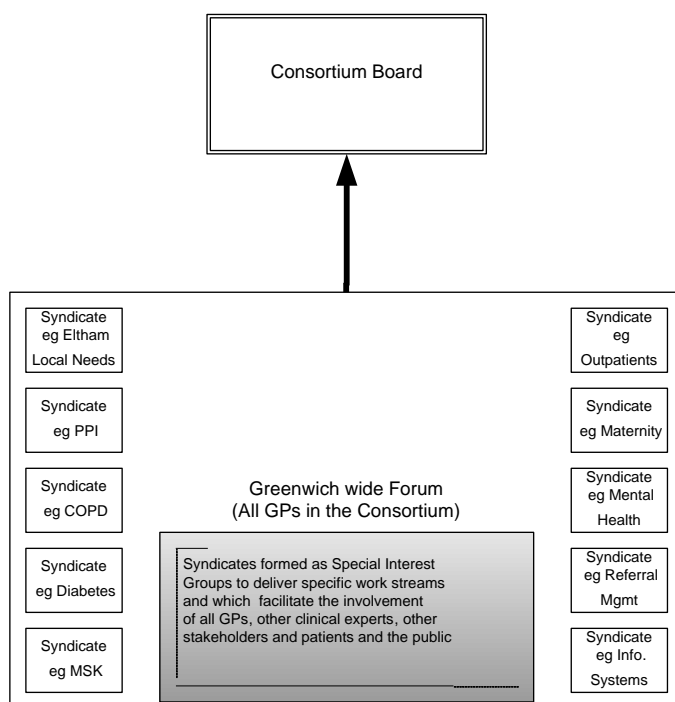 Consortium Board
Syndicate
eg Eltham
Local Needs
Syndicate
eg PPI
Syndicate
eg COPD
Syndicate
eg Diabetes
Syndicate
eg MSK
Greenwich wide Forum
(All GPs in the Consortium)
Syndicates formed as Special Interest
Groups to deliver specific work streams
and which facilitate the involvement
of all GPs, other clinical experts, other
stakeholders and patients and the public
Syndicate
eg
Outpatients
Syndicate
eg Maternity
Syndicate
eg Mental
Health
Syndicate
eg Referral
Mgmt
Syndicate
eg Info.
Systems